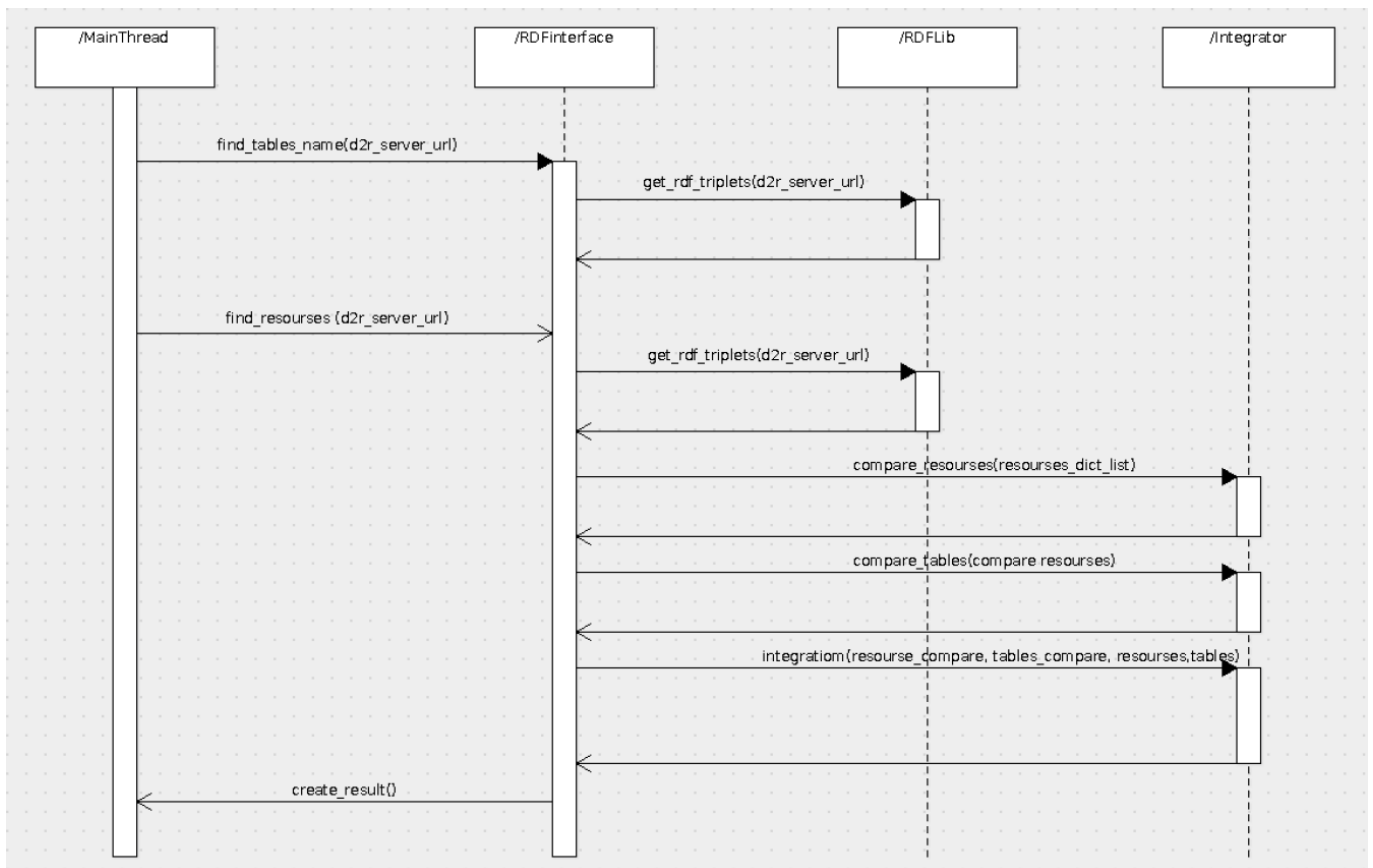 /MainThread
/RDFinterface
/RDFLib
/Integrator
find_tables_name(d2r_server_url)
get_rdf_triplets(d2r_server_url)
find_resourses (d2r_server_url)
get_rdf_triplets(d2r_server_url)
compare_resourses(resourses_dict_list)
compare_tables(compare resourses)
integratiom(resourse_compare, tables_compare, resourses,tables)
create_result()